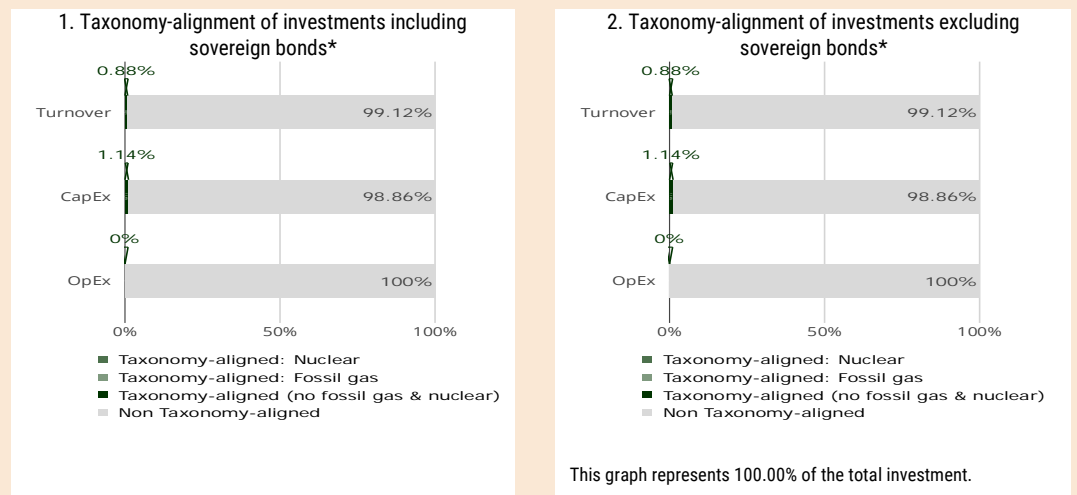 1. Taxonomy-alignment of investments including
sovereign bonds*
0.88%
Turnover 99.12%
1.14%
CapEx 98.86%
0%
OpEx 100%
0% 50% 100%
Taxonomy-aligned: Nuclear
Taxonomy-aligned: Fossil gas
Taxonomy-aligned (no fossil gas & nuclear)
Non Taxonomy-aligned
2. Taxonomy-alignment of investments excluding
sovereign bonds*
0.88%
Turnover 99.12%
1.14%
CapEx 98.86%
0%
OpEx 100%
0% 50% 100%
Taxonomy-aligned: Nuclear
Taxonomy-aligned: Fossil gas
Taxonomy-aligned (no fossil gas & nuclear)
Non Taxonomy-aligned
This graph represents 100.00% of the total investment.